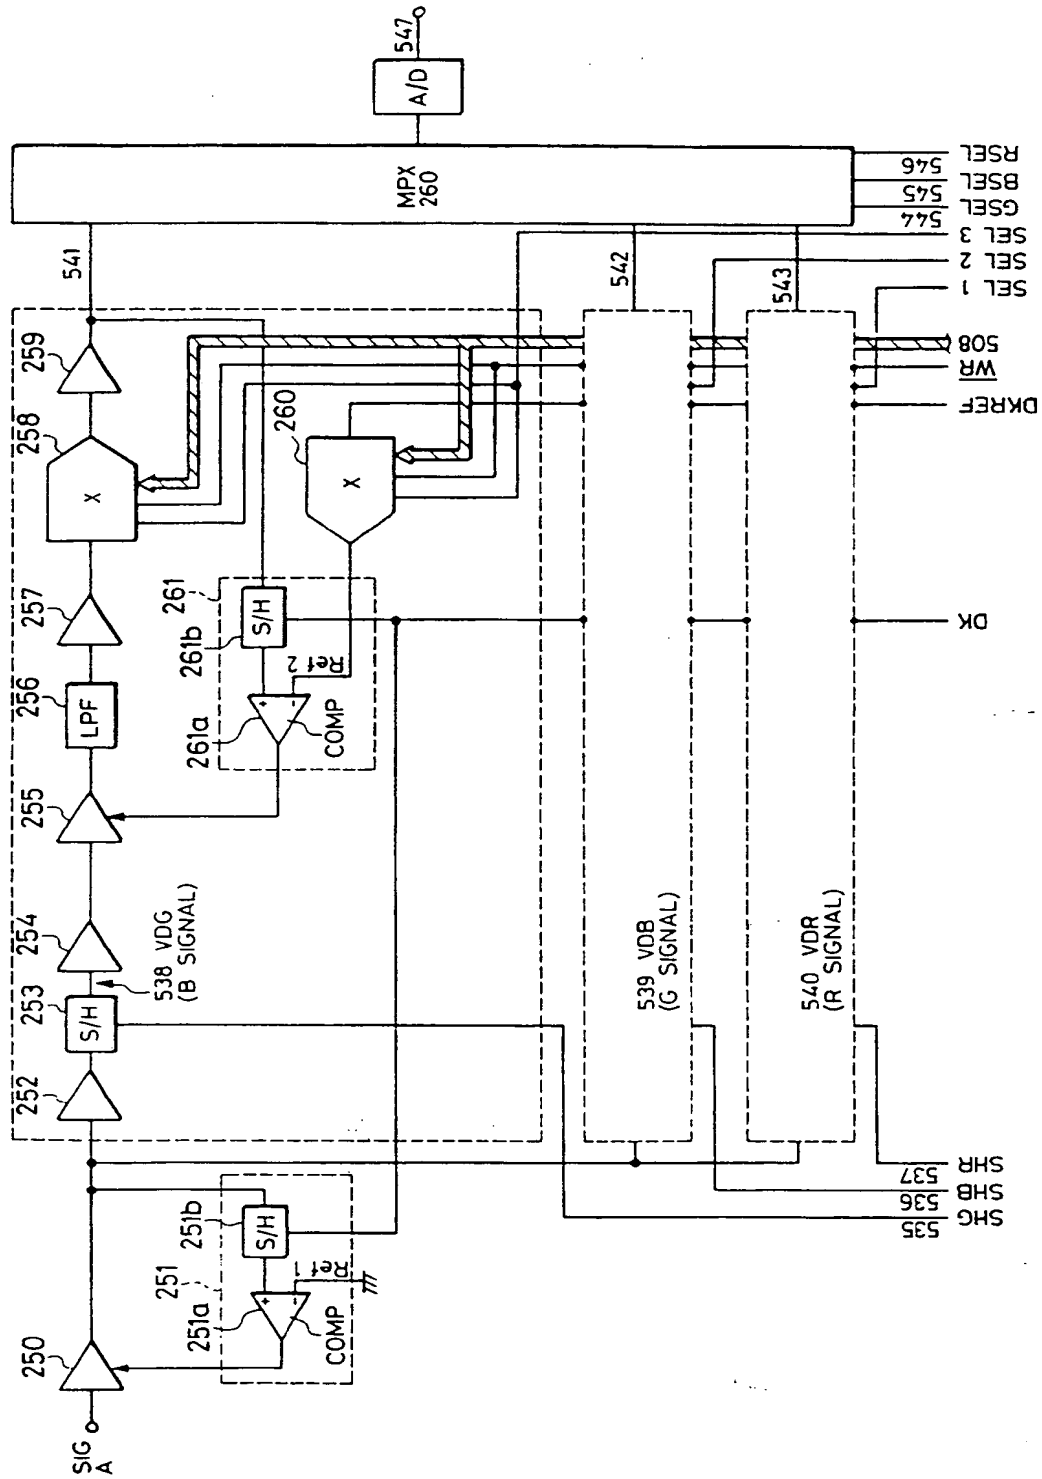 SIG
A
250
251
251a
251b
S/H
COMP
Ref 1
252
253
S/H
538 VDG
(B SIGNAL)
254
255
256
LPF
257
258
X
259
261
261a
261b
S/H
COMP
Ref 2
260
X
541
542
543
MPX
260
A/D
547
539 VDB
(G SIGNAL)
540 VDR
(R SIGNAL)
535
SHG
536
SHB
537
SHR
DK
DKREF
WR
508
SEL 1
SEL 2
SEL 3
544
GSEL
545
BSEL
546
RSEL
+
-
+
-